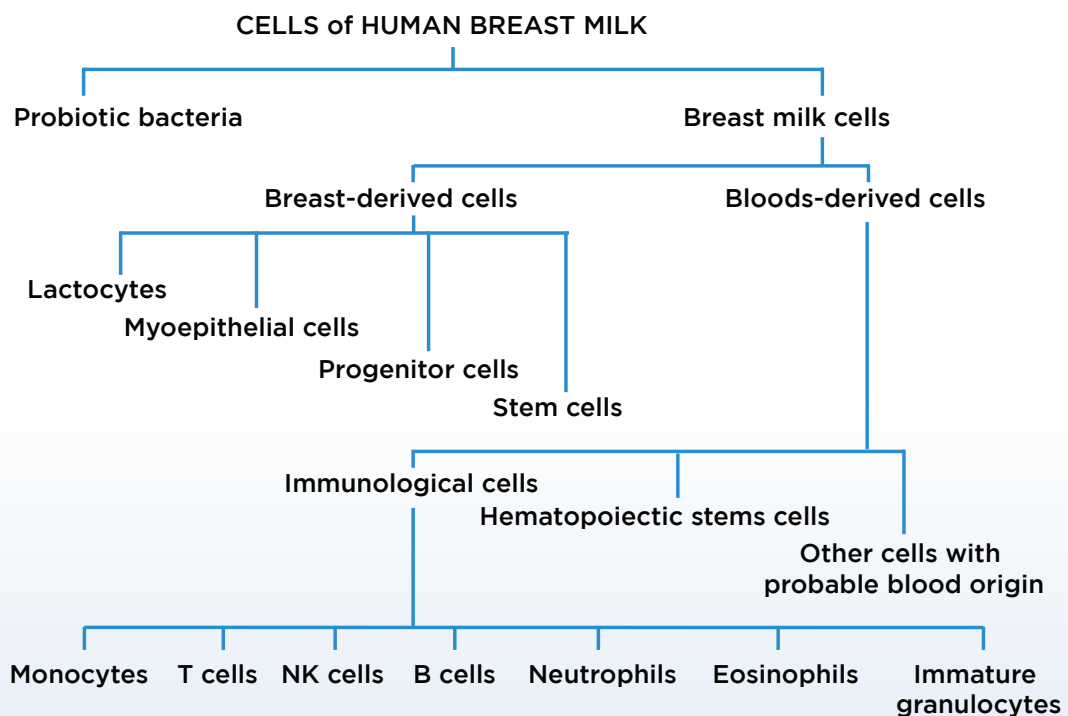 CELLS of HUMAN BREAST MILK
Probiotic bacteria
Breast milk cells
Breast-derived cells
Bloods-derived cells
Lactocytes
Myoepithelial cells
Progenitor cells
Stem cells
Immunological cells
Hematopoiectic stems cells
Other cells with
probable blood origin
Monocytes
T cells
NK cells
B cells
Neutrophils
Eosinophils
Immature
granulocytes